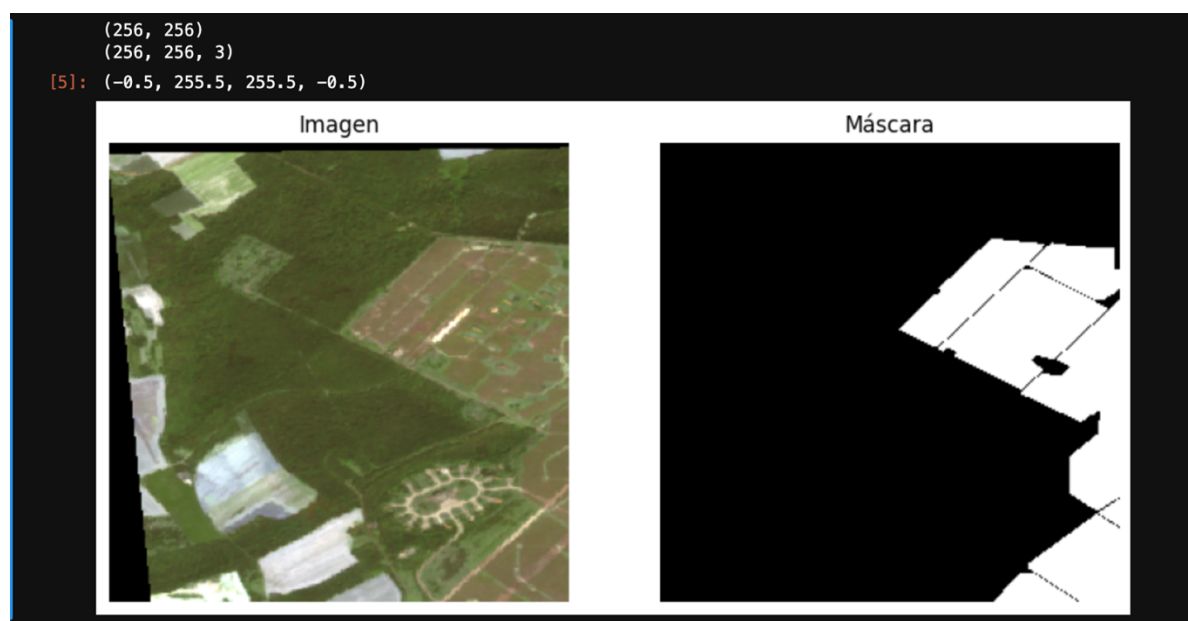 (256, 256)
(256, 256, 3)
[5]: (-0.5, 255.5, 255.5, -0.5)
Imagen
Máscara